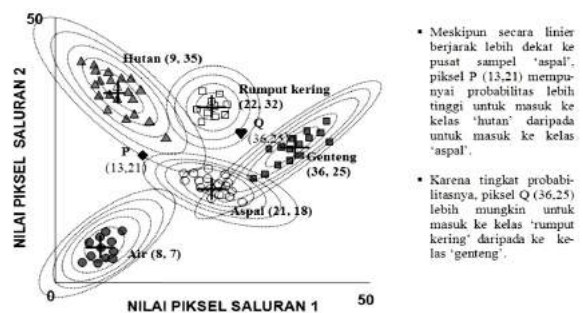 50
NILAI PIKSEL SALURAN 2
Hutan (9, 35)
Rumput kering
(22, 32)
Q
(36,25)
P
(13,21)
Genteng
(36, 25)
Aspal (21, 18)
Air (8, 7)
0
50
NILAI PIKSEL SALURAN 1
▪ Meskipun secara linier
berjarak lebih dekat ke
pusat sampel 'aspal',
piksel P (13,21) mempu-
nyai probabilitas lebih
tinggi untuk masuk ke
kelas 'hutan' daripada
untuk masuk ke kelas
'aspal'.
▪ Karena tingkat probabi-
litasnya, piksel Q (36,25)
lebih mungkin untuk
masuk ke kelas 'rumput
kering' daripada ke ke-
las 'genteng'.